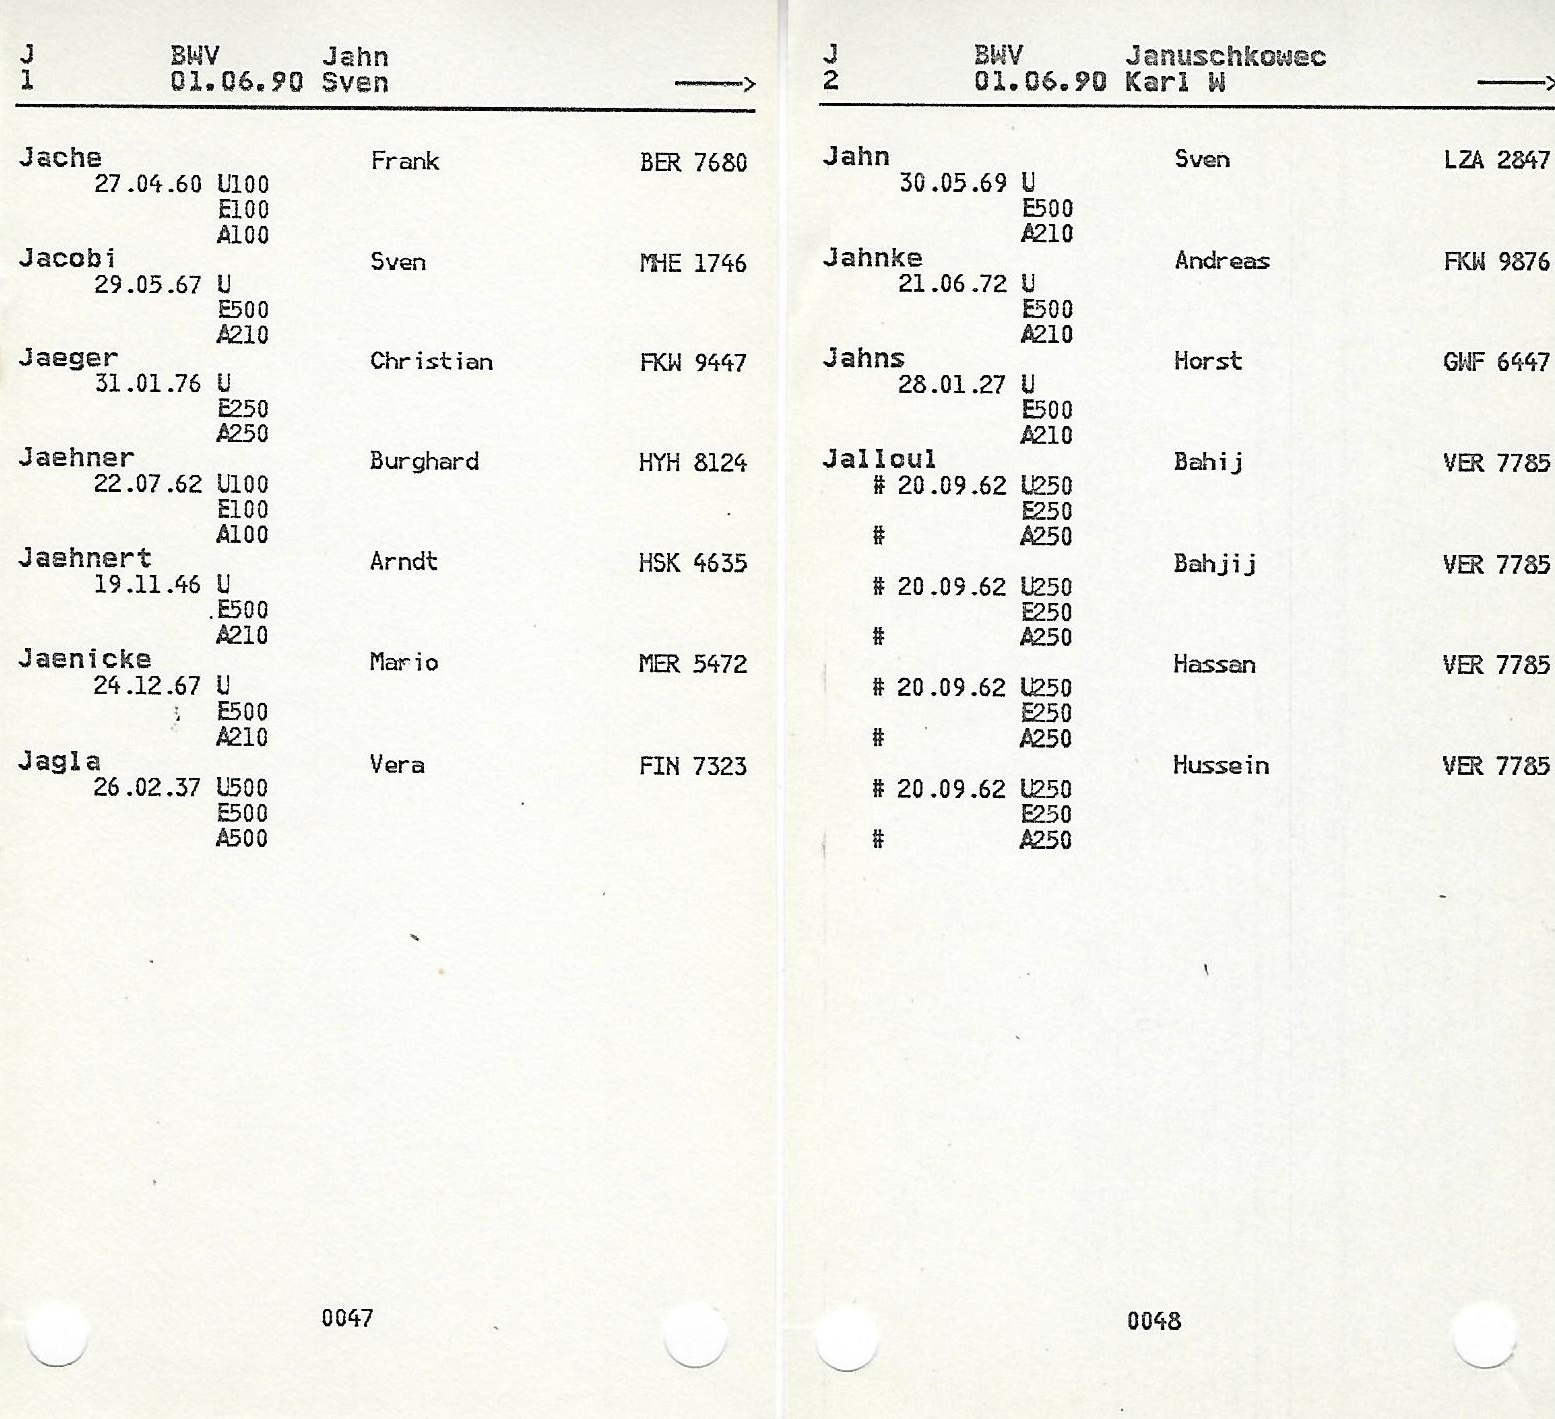 J BWV Jahn
1 01.06.90 Sven ———>
Jache Frank BER 7680
27.04.60 U100
E100
A100
Jacobi Sven MHE 1746
29.05.67 U
E500
A210
Jaeger Christian FKW 9447
31.01.76 U
E250
A250
Jaehner Burghard HYH 8124
22.07.62 U100
E100
A100
Jaehnert Arndt HSK 4635
19.11.46 U
E500
A210
Jaenicke Mario MER 5472
24.12.67 U
E500
A210
Jagla Vera FIN 7323
26.02.37 U500
E500
A500
0047
J BWV Januschkowec
2 01.06.90 Karl W ———>
Jahn Sven LZA 2847
30.05.69 U
E500
A210
Jahnke Andreas FKW 9876
21.06.72 U
E500
A210
Jahns Horst GWF 6447
28.01.27 U
E500
A210
Jalloul Bahij VER 7785
# 20.09.62 U250
E250
# A250
Bahjij VER 7785
# 20.09.62 U250
E250
# A250
Hassan VER 7785
# 20.09.62 U250
E250
# A250
Hussein VER 7785
# 20.09.62 U250
E250
# A250
0048